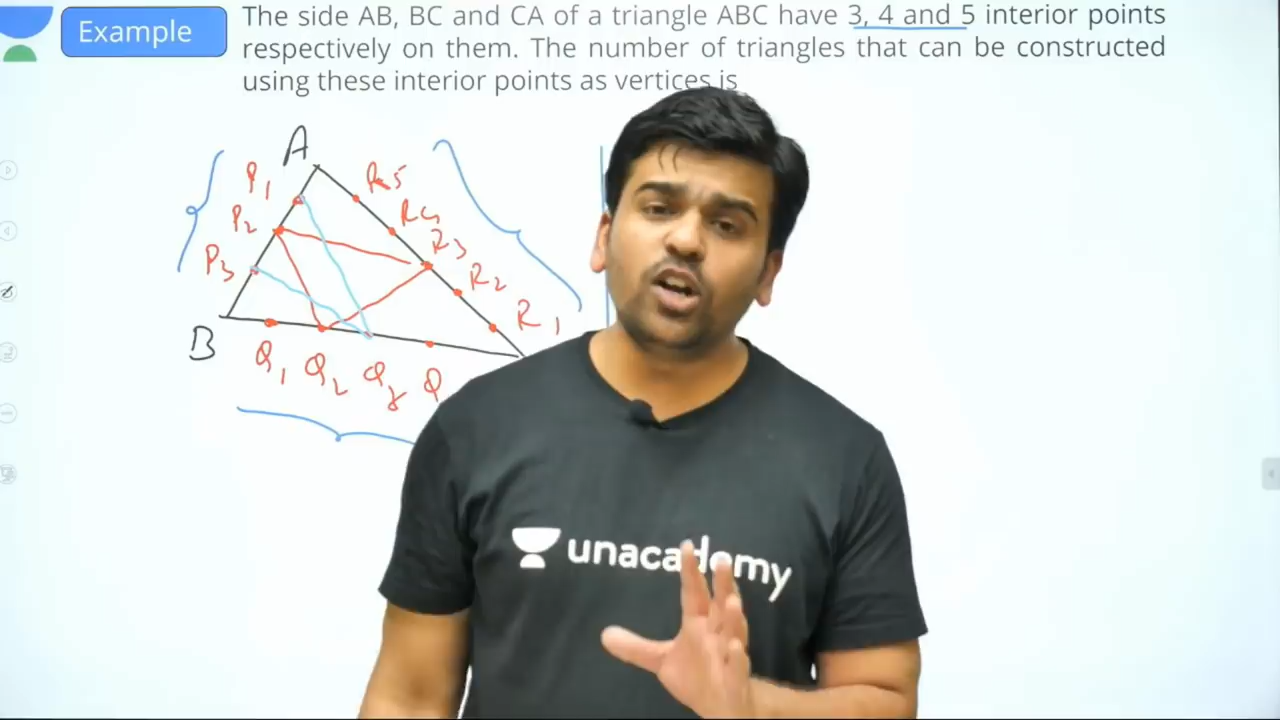 Example
The side AB, BC and CA of a triangle ABC have 3, 4 and 5 interior points
respectively on them. The number of triangles that can be constructed
using these interior points as vertices is
A
P1
R5
P2
R4
R3
P3
R2
R1
B
Q1 Q2 Q3 Q
unacademy